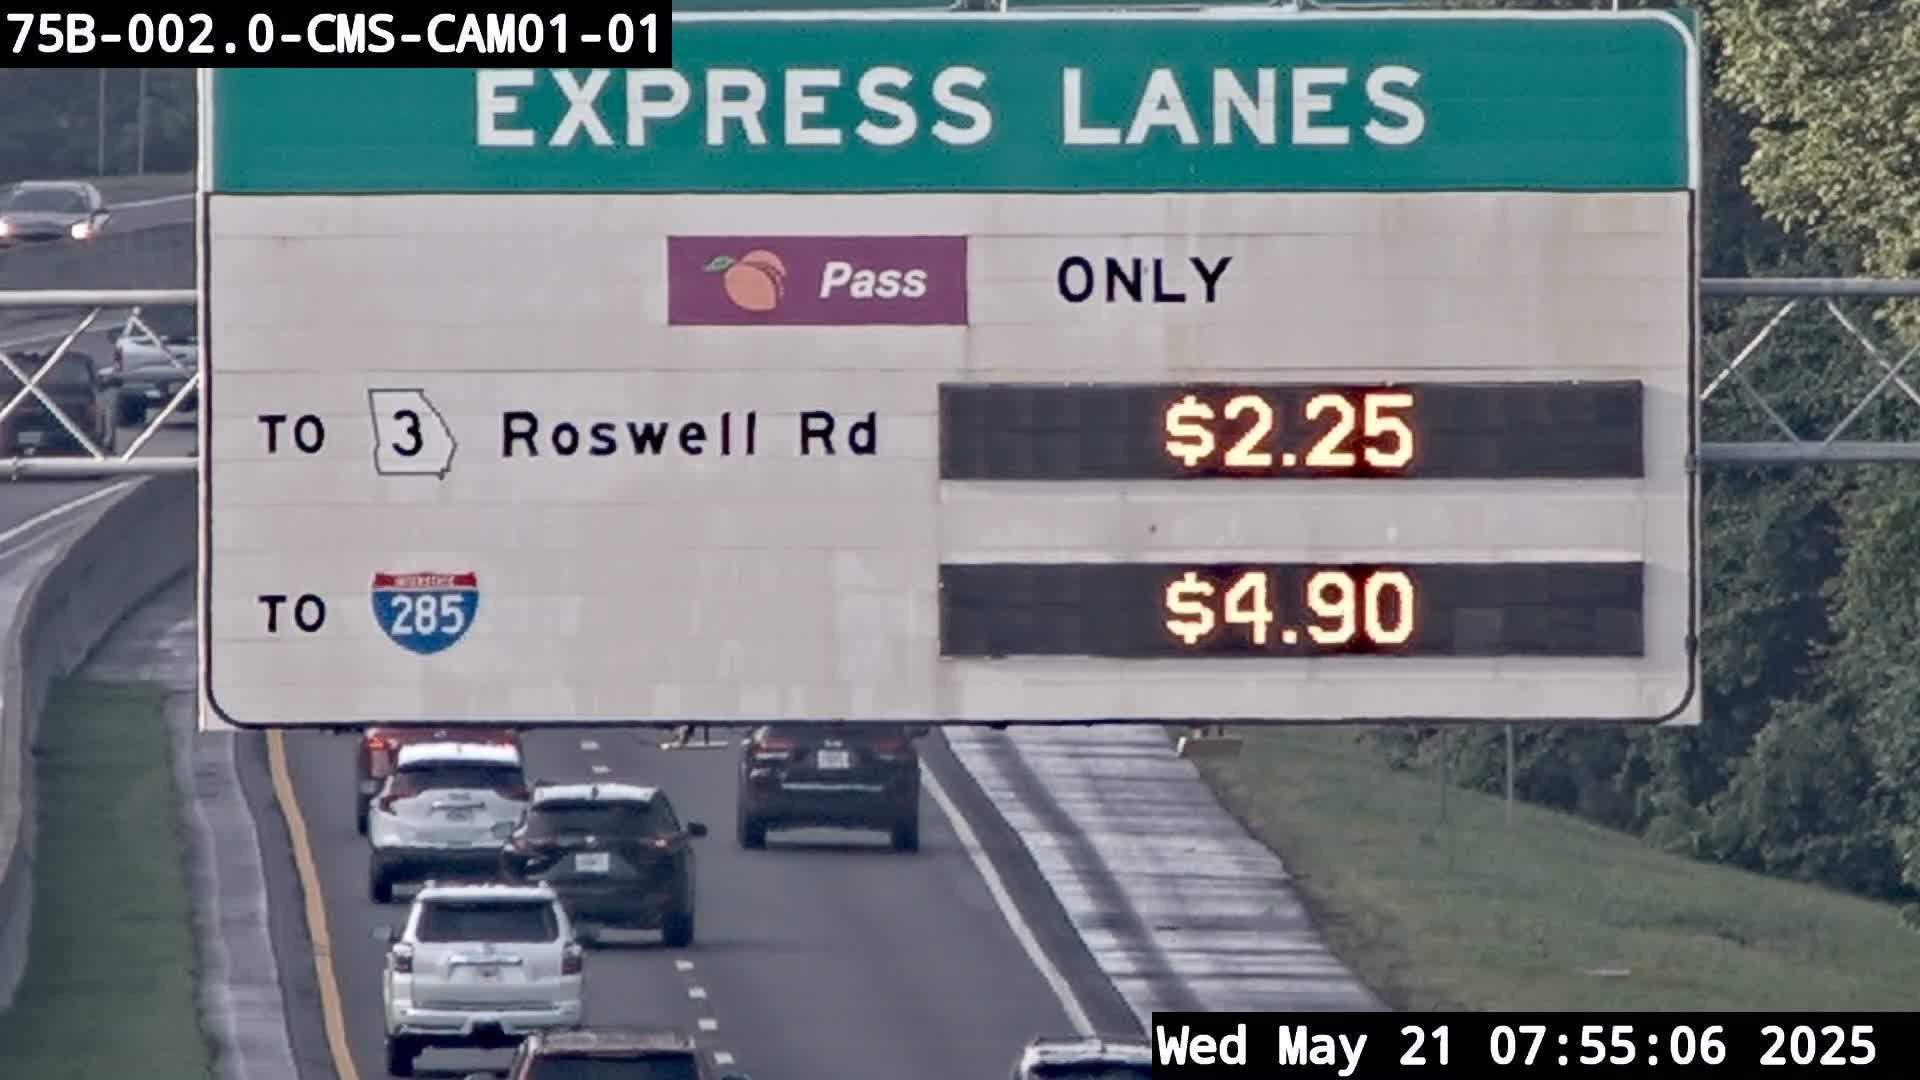 75B-002.0-CMS-CAM01-01
EXPRESS LANES
Pass ONLY
TO 3 Roswell Rd $2.25
TO INTERSTATE 285 $4.90
Wed May 21 07:55:06 2025